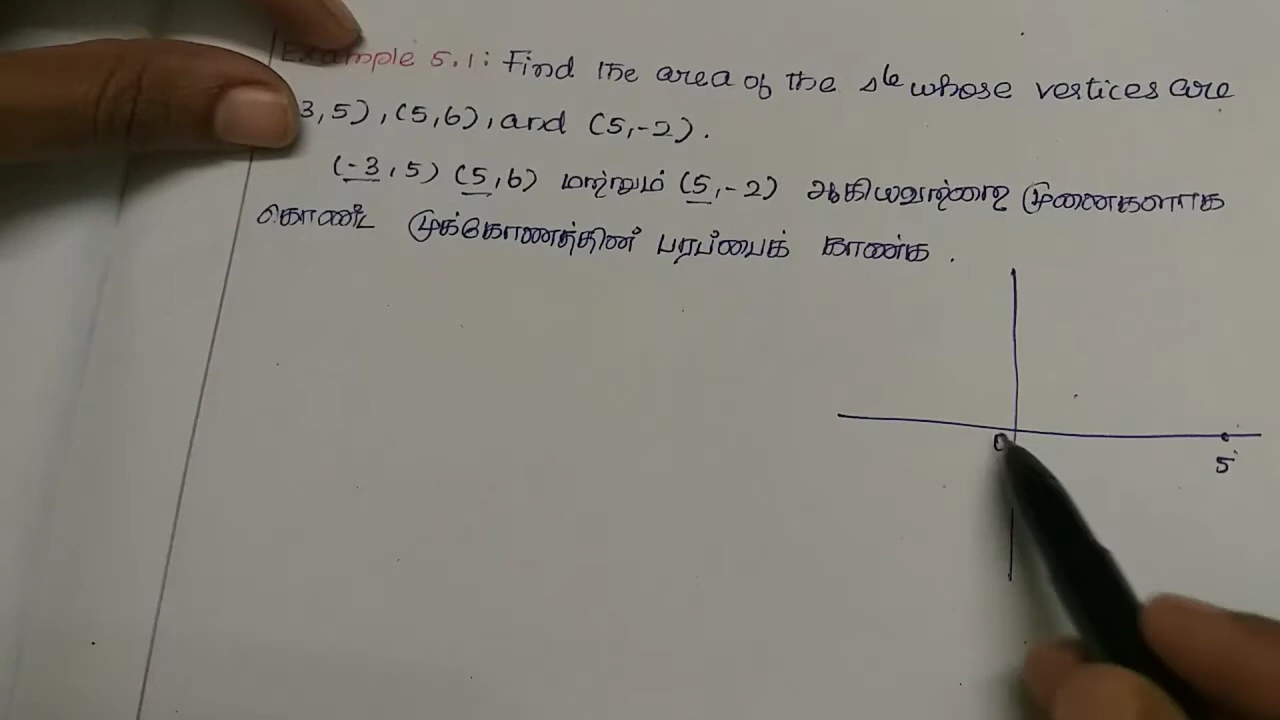 Example 5.1: Find the area of the Δle whose vertices are
3,5), (5,6), and (5,-2).
(-3,5) (5,6) மற்றும் (5,-2) ஆகியவற்றை முனைகளாக
கொண்ட முக்கோணத்தின் பரப்பைக் காண்க.
0
5